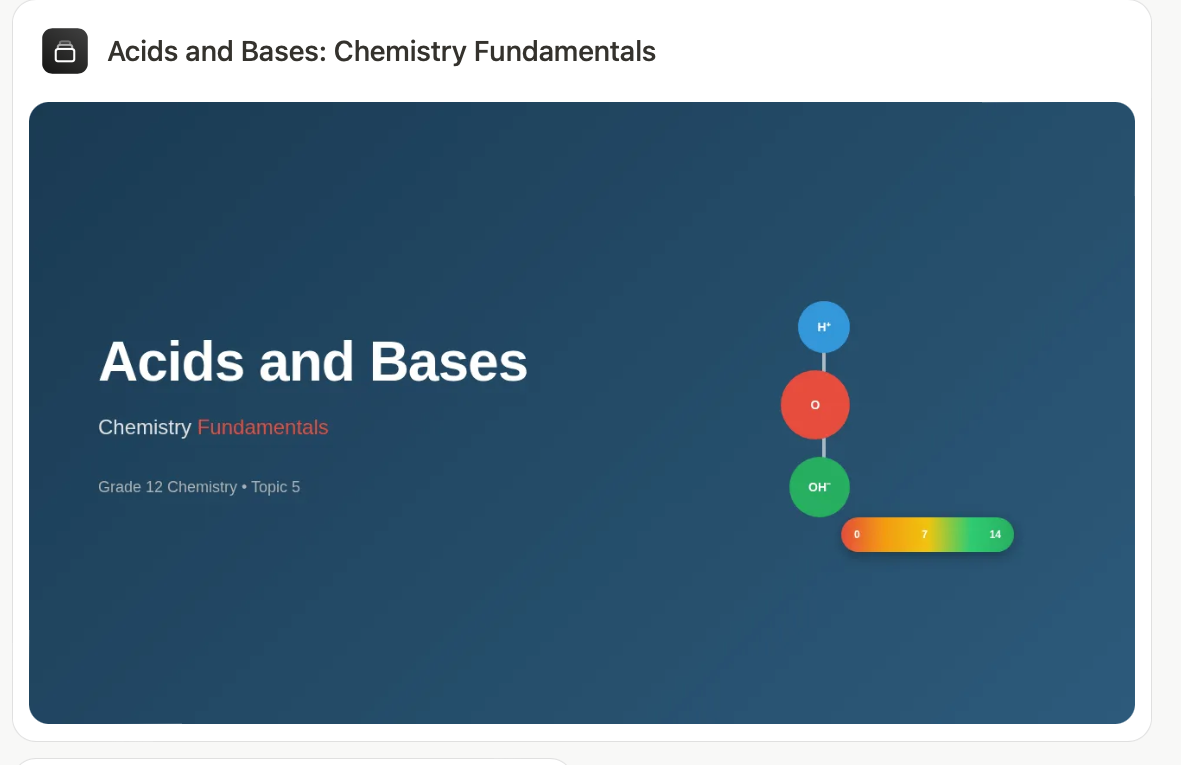 Acids and Bases: Chemistry Fundamentals
Acids and Bases
Chemistry Fundamentals
Grade 12 Chemistry • Topic 5
H⁺
O
OH⁻
0 7 14